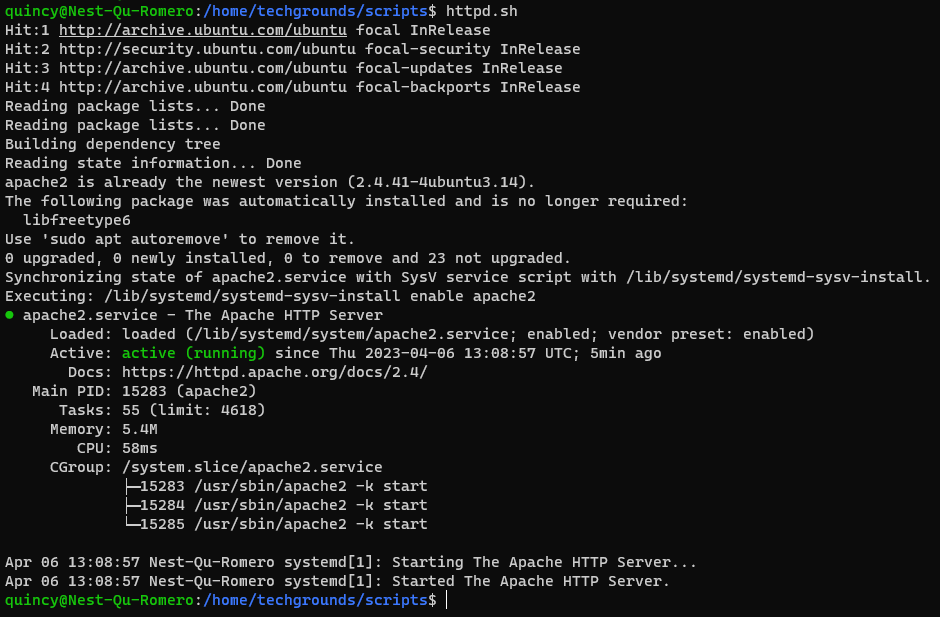 quincy@Nest-Qu-Romero:/home/techgrounds/scripts$ httpd.sh
Hit:1 http://archive.ubuntu.com/ubuntu focal InRelease
Hit:2 http://security.ubuntu.com/ubuntu focal-security InRelease
Hit:3 http://archive.ubuntu.com/ubuntu focal-updates InRelease
Hit:4 http://archive.ubuntu.com/ubuntu focal-backports InRelease
Reading package lists... Done
Reading package lists... Done
Building dependency tree
Reading state information... Done
apache2 is already the newest version (2.4.41-4ubuntu3.14).
The following package was automatically installed and is no longer required:
  libfreetype6
Use 'sudo apt autoremove' to remove it.
0 upgraded, 0 newly installed, 0 to remove and 23 not upgraded.
Synchronizing state of apache2.service with SysV service script with /lib/systemd/systemd-sysv-install.
Executing: /lib/systemd/systemd-sysv-install enable apache2
● apache2.service - The Apache HTTP Server
     Loaded: loaded (/lib/systemd/system/apache2.service; enabled; vendor preset: enabled)
     Active: active (running) since Thu 2023-04-06 13:08:57 UTC; 5min ago
       Docs: https://httpd.apache.org/docs/2.4/
   Main PID: 15283 (apache2)
      Tasks: 55 (limit: 4618)
     Memory: 5.4M
        CPU: 58ms
     CGroup: /system.slice/apache2.service
             ├─15283 /usr/sbin/apache2 -k start
             ├─15284 /usr/sbin/apache2 -k start
             └─15285 /usr/sbin/apache2 -k start

Apr 06 13:08:57 Nest-Qu-Romero systemd[1]: Starting The Apache HTTP Server...
Apr 06 13:08:57 Nest-Qu-Romero systemd[1]: Started The Apache HTTP Server.
quincy@Nest-Qu-Romero:/home/techgrounds/scripts$